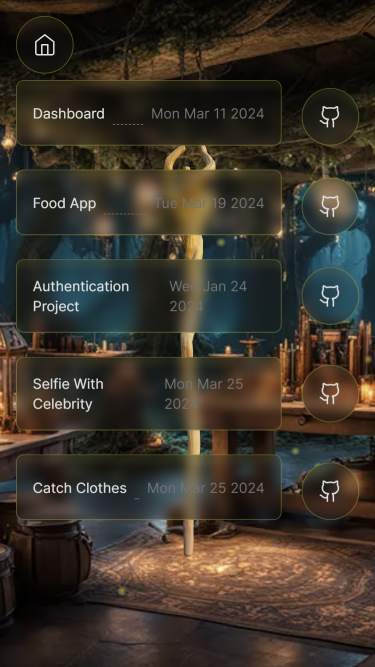 Dashboard Mon Mar 11 2024
Food App Tue Mar 19 2024
Authentication Wed Jan 24
Project 2024
Selfie With Mon Mar 25
Celebrity 2024
Catch Clothes Mon Mar 25 2024